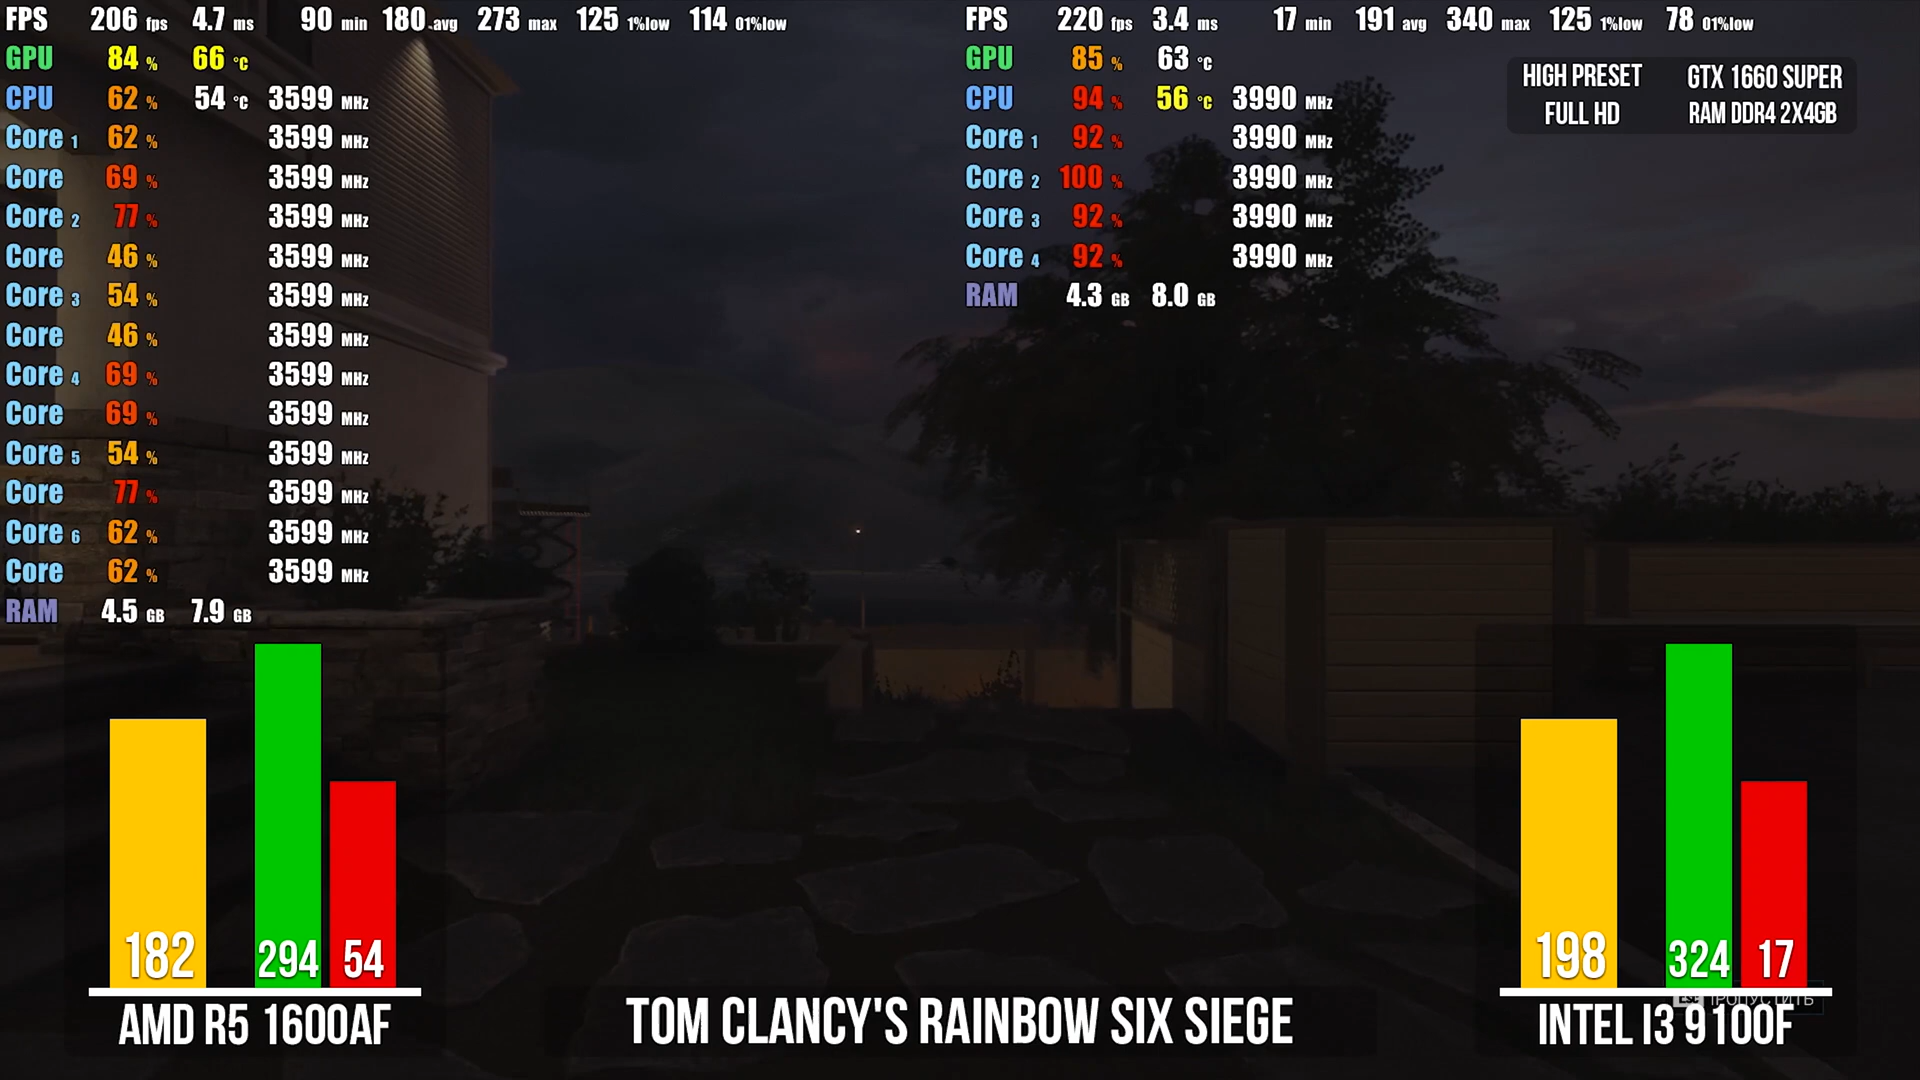 FPS 206 fps 4.7 ms 90 min 180 avg 273 max 125 1%low 114 01%low
GPU 84 % 66 °C
CPU 62 % 54 °C 3599 MHz
Core 1 62 % 3599 MHz
Core 69 % 3599 MHz
Core 2 77 % 3599 MHz
Core 46 % 3599 MHz
Core 3 54 % 3599 MHz
Core 46 % 3599 MHz
Core 4 69 % 3599 MHz
Core 69 % 3599 MHz
Core 5 54 % 3599 MHz
Core 77 % 3599 MHz
Core 6 62 % 3599 MHz
Core 62 % 3599 MHz
RAM 4.5 GB 7.9 GB
FPS 220 fps 3.4 ms 17 min 191 avg 340 max 125 1%low 78 01%low
GPU 85 % 63 °C
CPU 94 % 56 °C 3990 MHz
Core 1 92 % 3990 MHz
Core 2 100 % 3990 MHz
Core 3 92 % 3990 MHz
Core 4 92 % 3990 MHz
RAM 4.3 GB 8.0 GB
HIGH PRESET GTX 1660 SUPER
FULL HD RAM DDR4 2X4GB
182 294 54
AMD R5 1600AF
TOM CLANCY'S RAINBOW SIX SIEGE
198 324 17
ESC ПРОПУСТИТЬ
INTEL I3 9100F